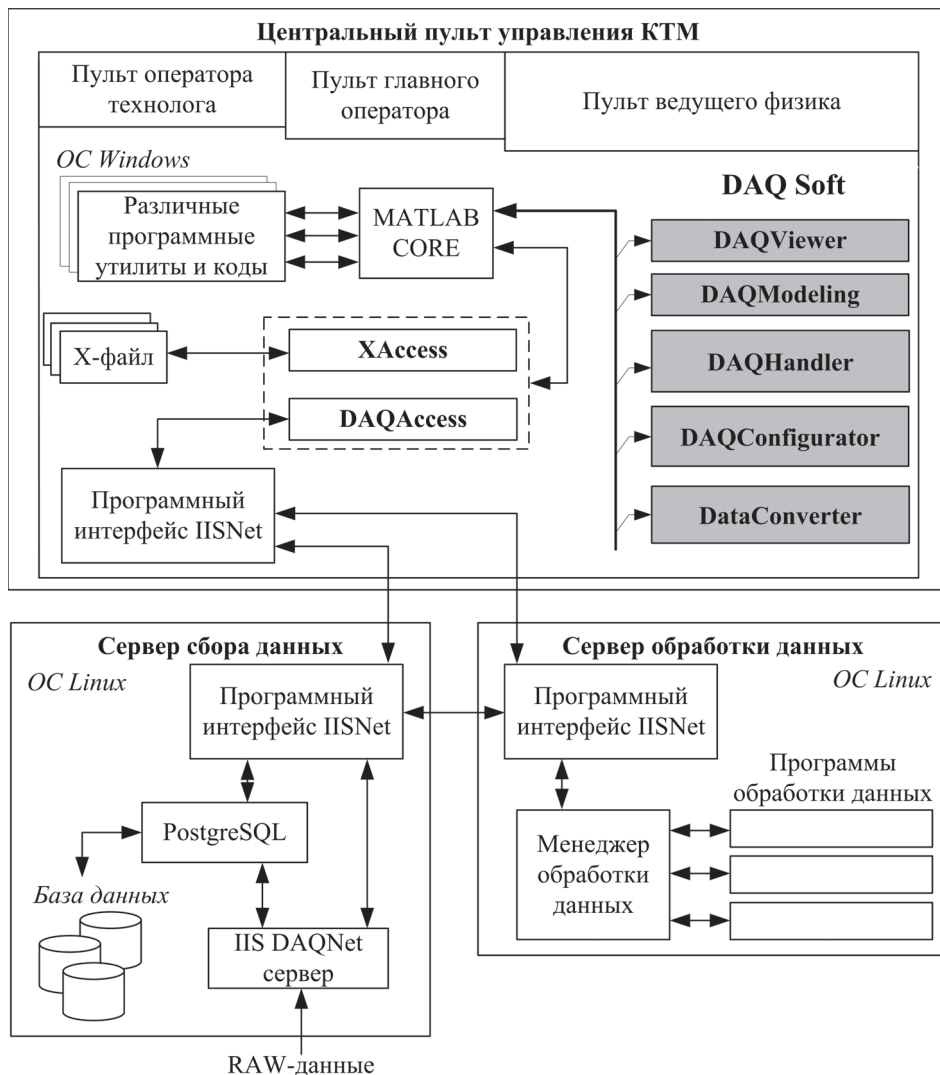 Центральный пульт управления КТМ
Пульт оператора
технолога
Пульт главного
оператора
Пульт ведущего физика
ОС Windows
Различные
программные
утилиты и коды
MATLAB
CORE
DAQ Soft
DAQViewer
DAQModeling
DAQHandler
DAQConfigurator
DataConverter
Х-файл
XAccess
DAQAccess
Программный
интерфейс IISNet
Сервер сбора данных
ОС Linux
Программный
интерфейс IISNet
PostgreSQL
База данных
IIS DAQNet
сервер
RAW-данные
Сервер обработки данных
ОС Linux
Программный
интерфейс IISNet
Менеджер
обработки
данных
Программы
обработки данных